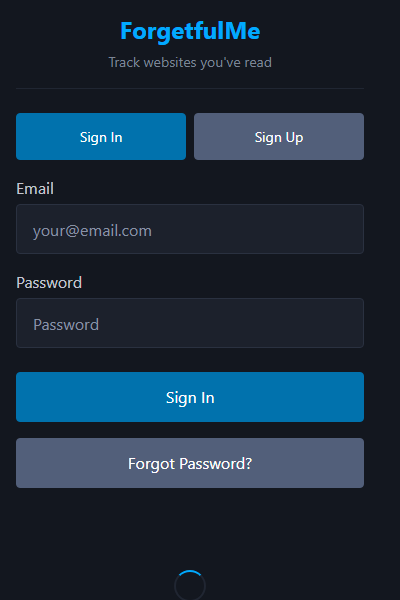 ForgetfulMe
Track websites you've read
Sign In
Sign Up
Email
your@email.com
Password
Password
Sign In
Forgot Password?